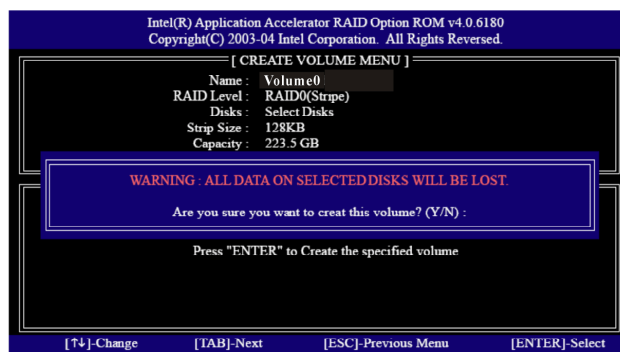 Intel(R) Application Accelerator RAID Option ROM v4.0.6180
Copyright(C) 2003-04 Intel Corporation. All Rights Reversed.
[ CREATE VOLUME MENU ]
Name : Volume0
RAID Level : RAID0(Stripe)
Disks : Select Disks
Strip Size : 128KB
Capacity : 223.5 GB
WARNING : ALL DATA ON SELECTED DISKS WILL BE LOST.
Are you sure you want to creat this volume? (Y/N) :
Press "ENTER" to Create the specified volume
[↑↓]-Change [TAB]-Next [ESC]-Previous Menu [ENTER]-Select